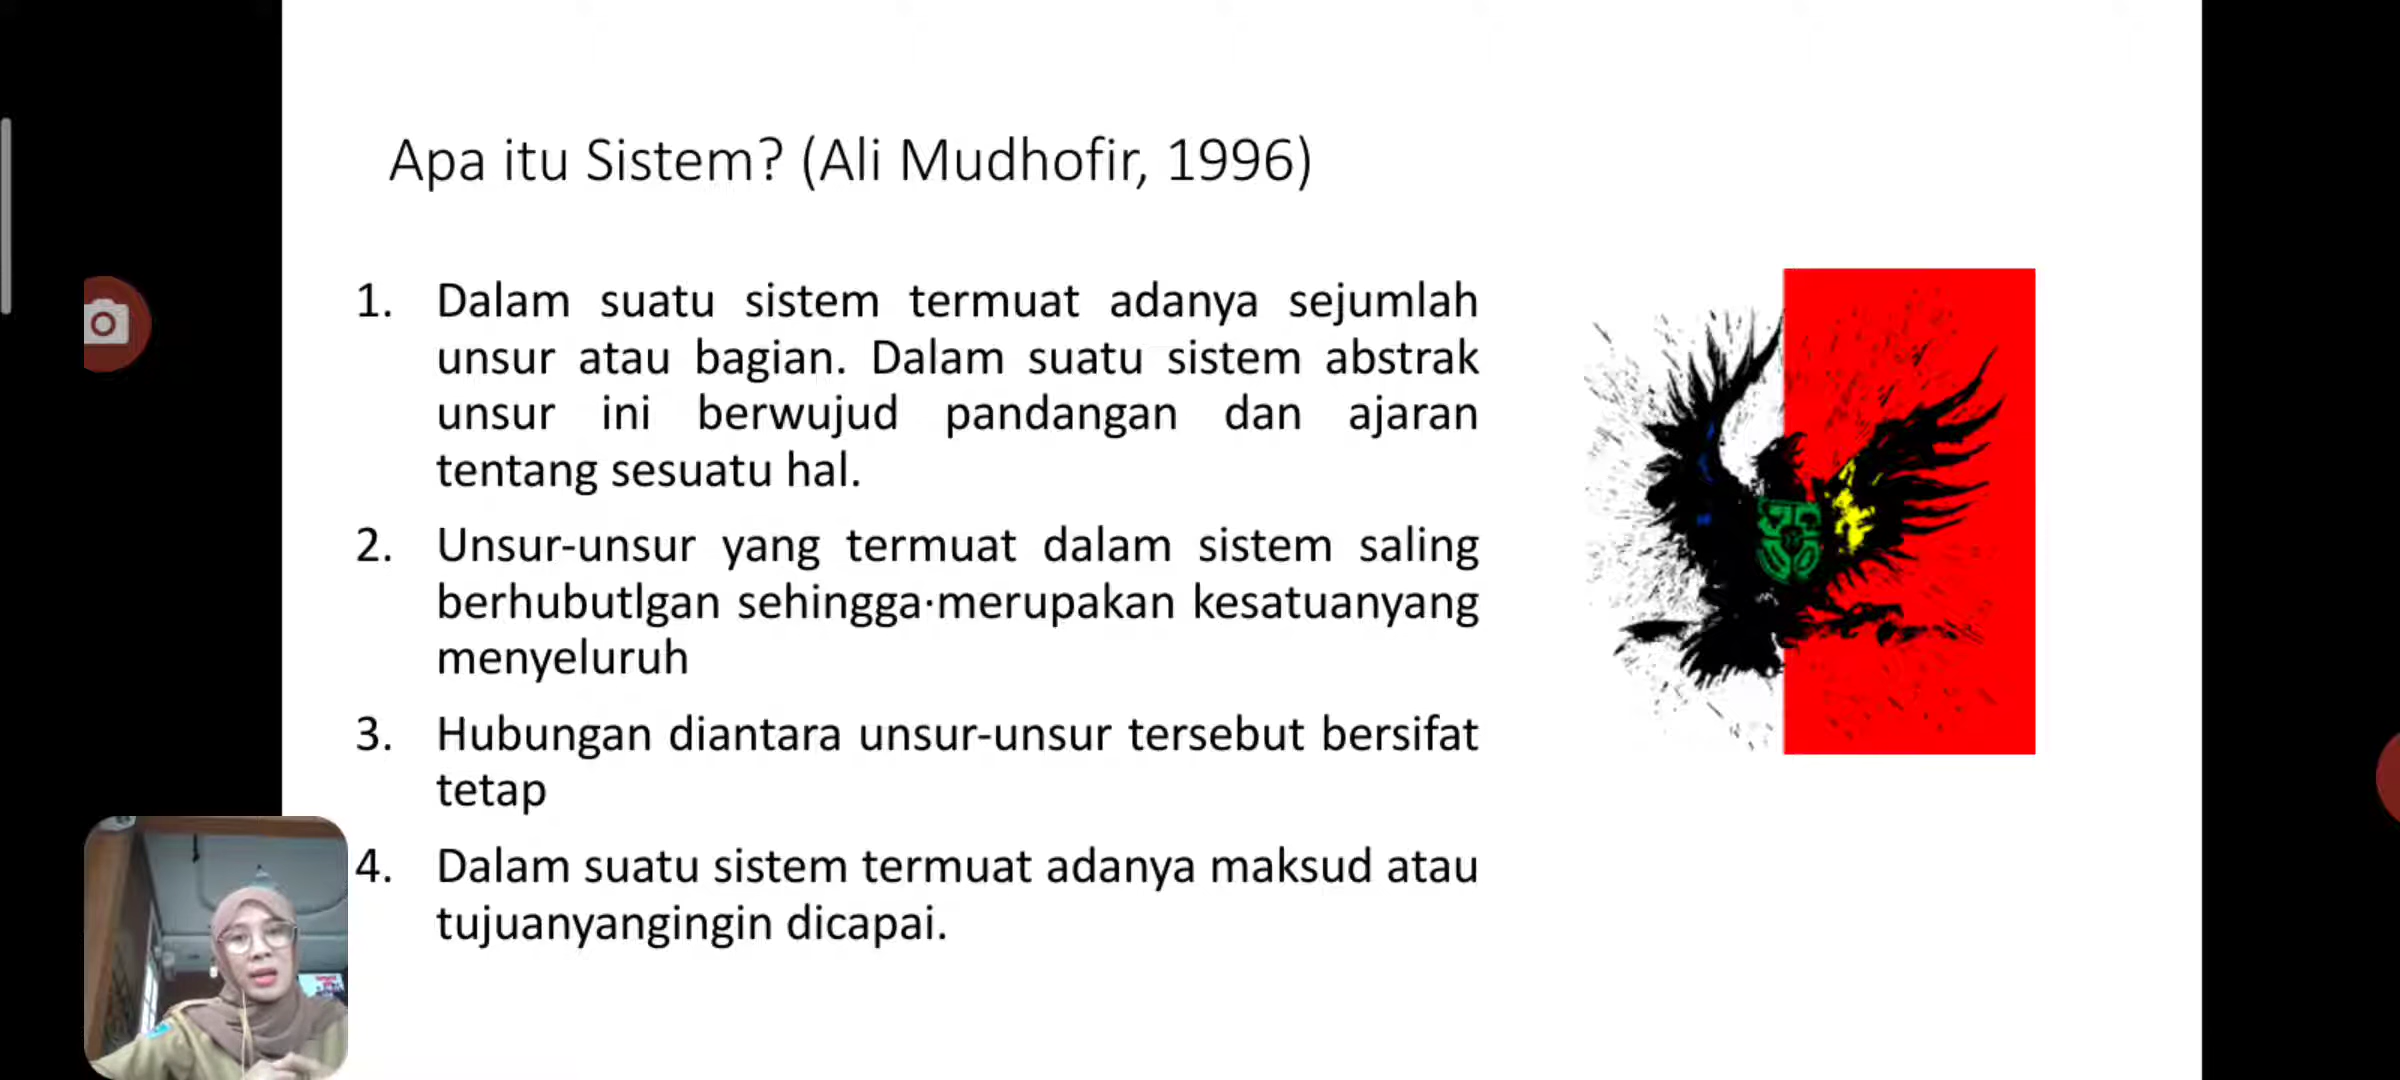 Apa itu Sistem? (Ali Mudhofir, 1996)
1. Dalam suatu sistem termuat adanya sejumlah
unsur atau bagian. Dalam suatu sistem abstrak
unsur ini berwujud pandangan dan ajaran
tentang sesuatu hal.
2. Unsur-unsur yang termuat dalam sistem saling
berhubutlgan sehingga·merupakan kesatuanyang
menyeluruh
3. Hubungan diantara unsur-unsur tersebut bersifat
tetap
4. Dalam suatu sistem termuat adanya maksud atau
tujuanyangingin dicapai.